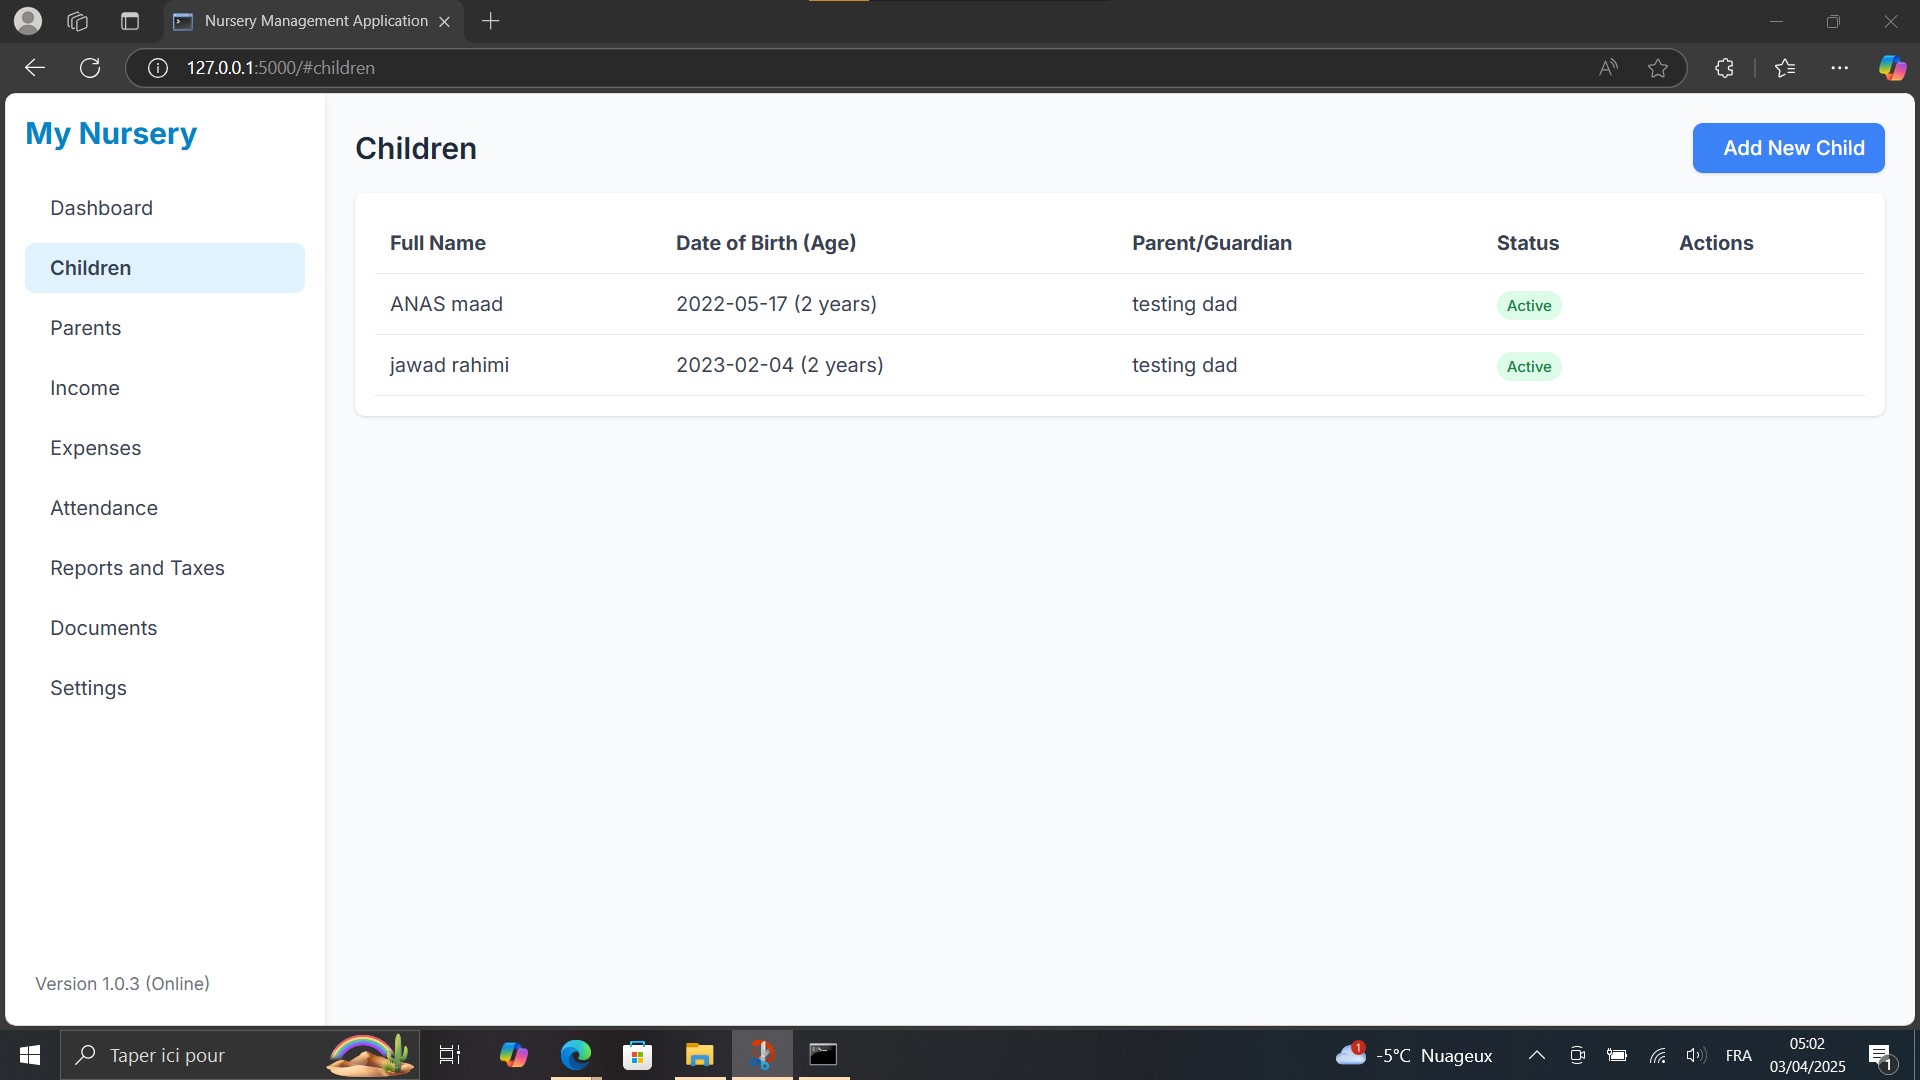 Nursery Management Application
127.0.0.1:5000/#children
My Nursery
Dashboard
Children
Parents
Income
Expenses
Attendance
Reports and Taxes
Documents
Settings
Version 1.0.3 (Online)
Children
Add New Child
Full Name Date of Birth (Age) Parent/Guardian Status Actions
ANAS maad 2022-05-17 (2 years) testing dad Active
jawad rahimi 2023-02-04 (2 years) testing dad Active
Taper ici pour
1
-5°C Nuageux
FRA
05:02
03/04/2025
1